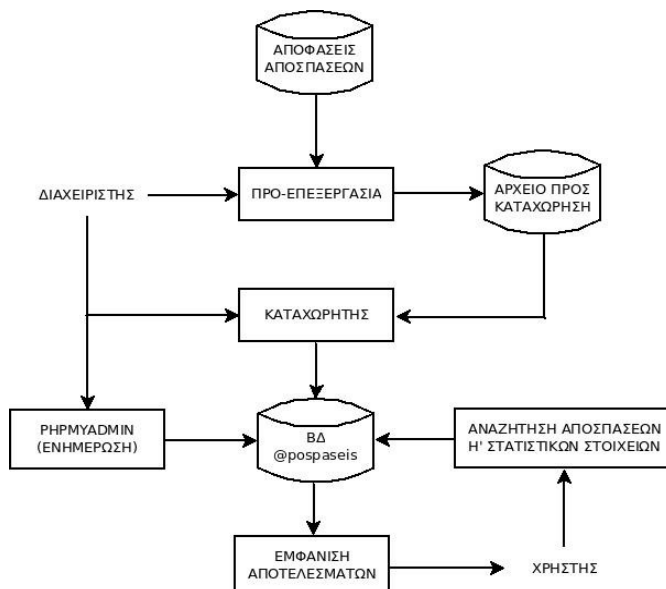 ΑΠΟΦΑΣΕΙΣ
ΑΠΟΣΠΑΣΕΩΝ
ΔΙΑΧΕΙΡΙΣΤΗΣ
ΠΡΟ-ΕΠΕΞΕΡΓΑΣΙΑ
ΑΡΧΕΙΟ ΠΡΟΣ
ΚΑΤΑΧΩΡΗΣΗ
ΚΑΤΑΧΩΡΗΤΗΣ
PHPMYADMIN
(ΕΝΗΜΕΡΩΣΗ)
ΒΔ
@pospaseis
ΑΝΑΖΗΤΗΣΗ ΑΠΟΣΠΑΣΕΩΝ
Η' ΣΤΑΤΙΣΤΙΚΩΝ ΣΤΟΙΧΕΙΩΝ
ΕΜΦΑΝΙΣΗ
ΑΠΟΤΕΛΕΣΜΑΤΩΝ
ΧΡΗΣΤΗΣ